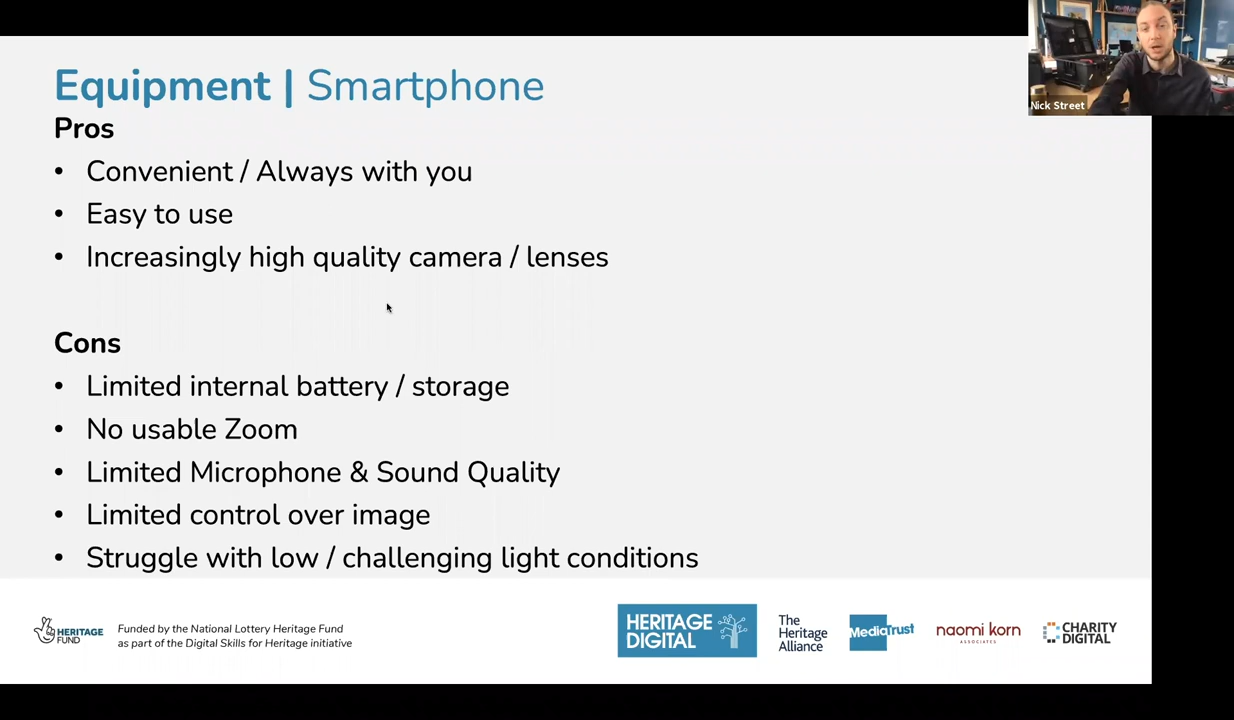 Equipment | Smartphone
Pros
• Convenient / Always with you
• Easy to use
• Increasingly high quality camera / lenses
Cons
• Limited internal battery / storage
• No usable Zoom
• Limited Microphone & Sound Quality
• Limited control over image
• Struggle with low / challenging light conditions
Nick Street
HERITAGE
FUND
Funded by the National Lottery Heritage Fund
as part of the Digital Skills for Heritage initiative
HERITAGE
DIGITAL
The
Heritage
Alliance
MediaTrust
naomi korn
ASSOCIATES
CHARITY
DIGITAL